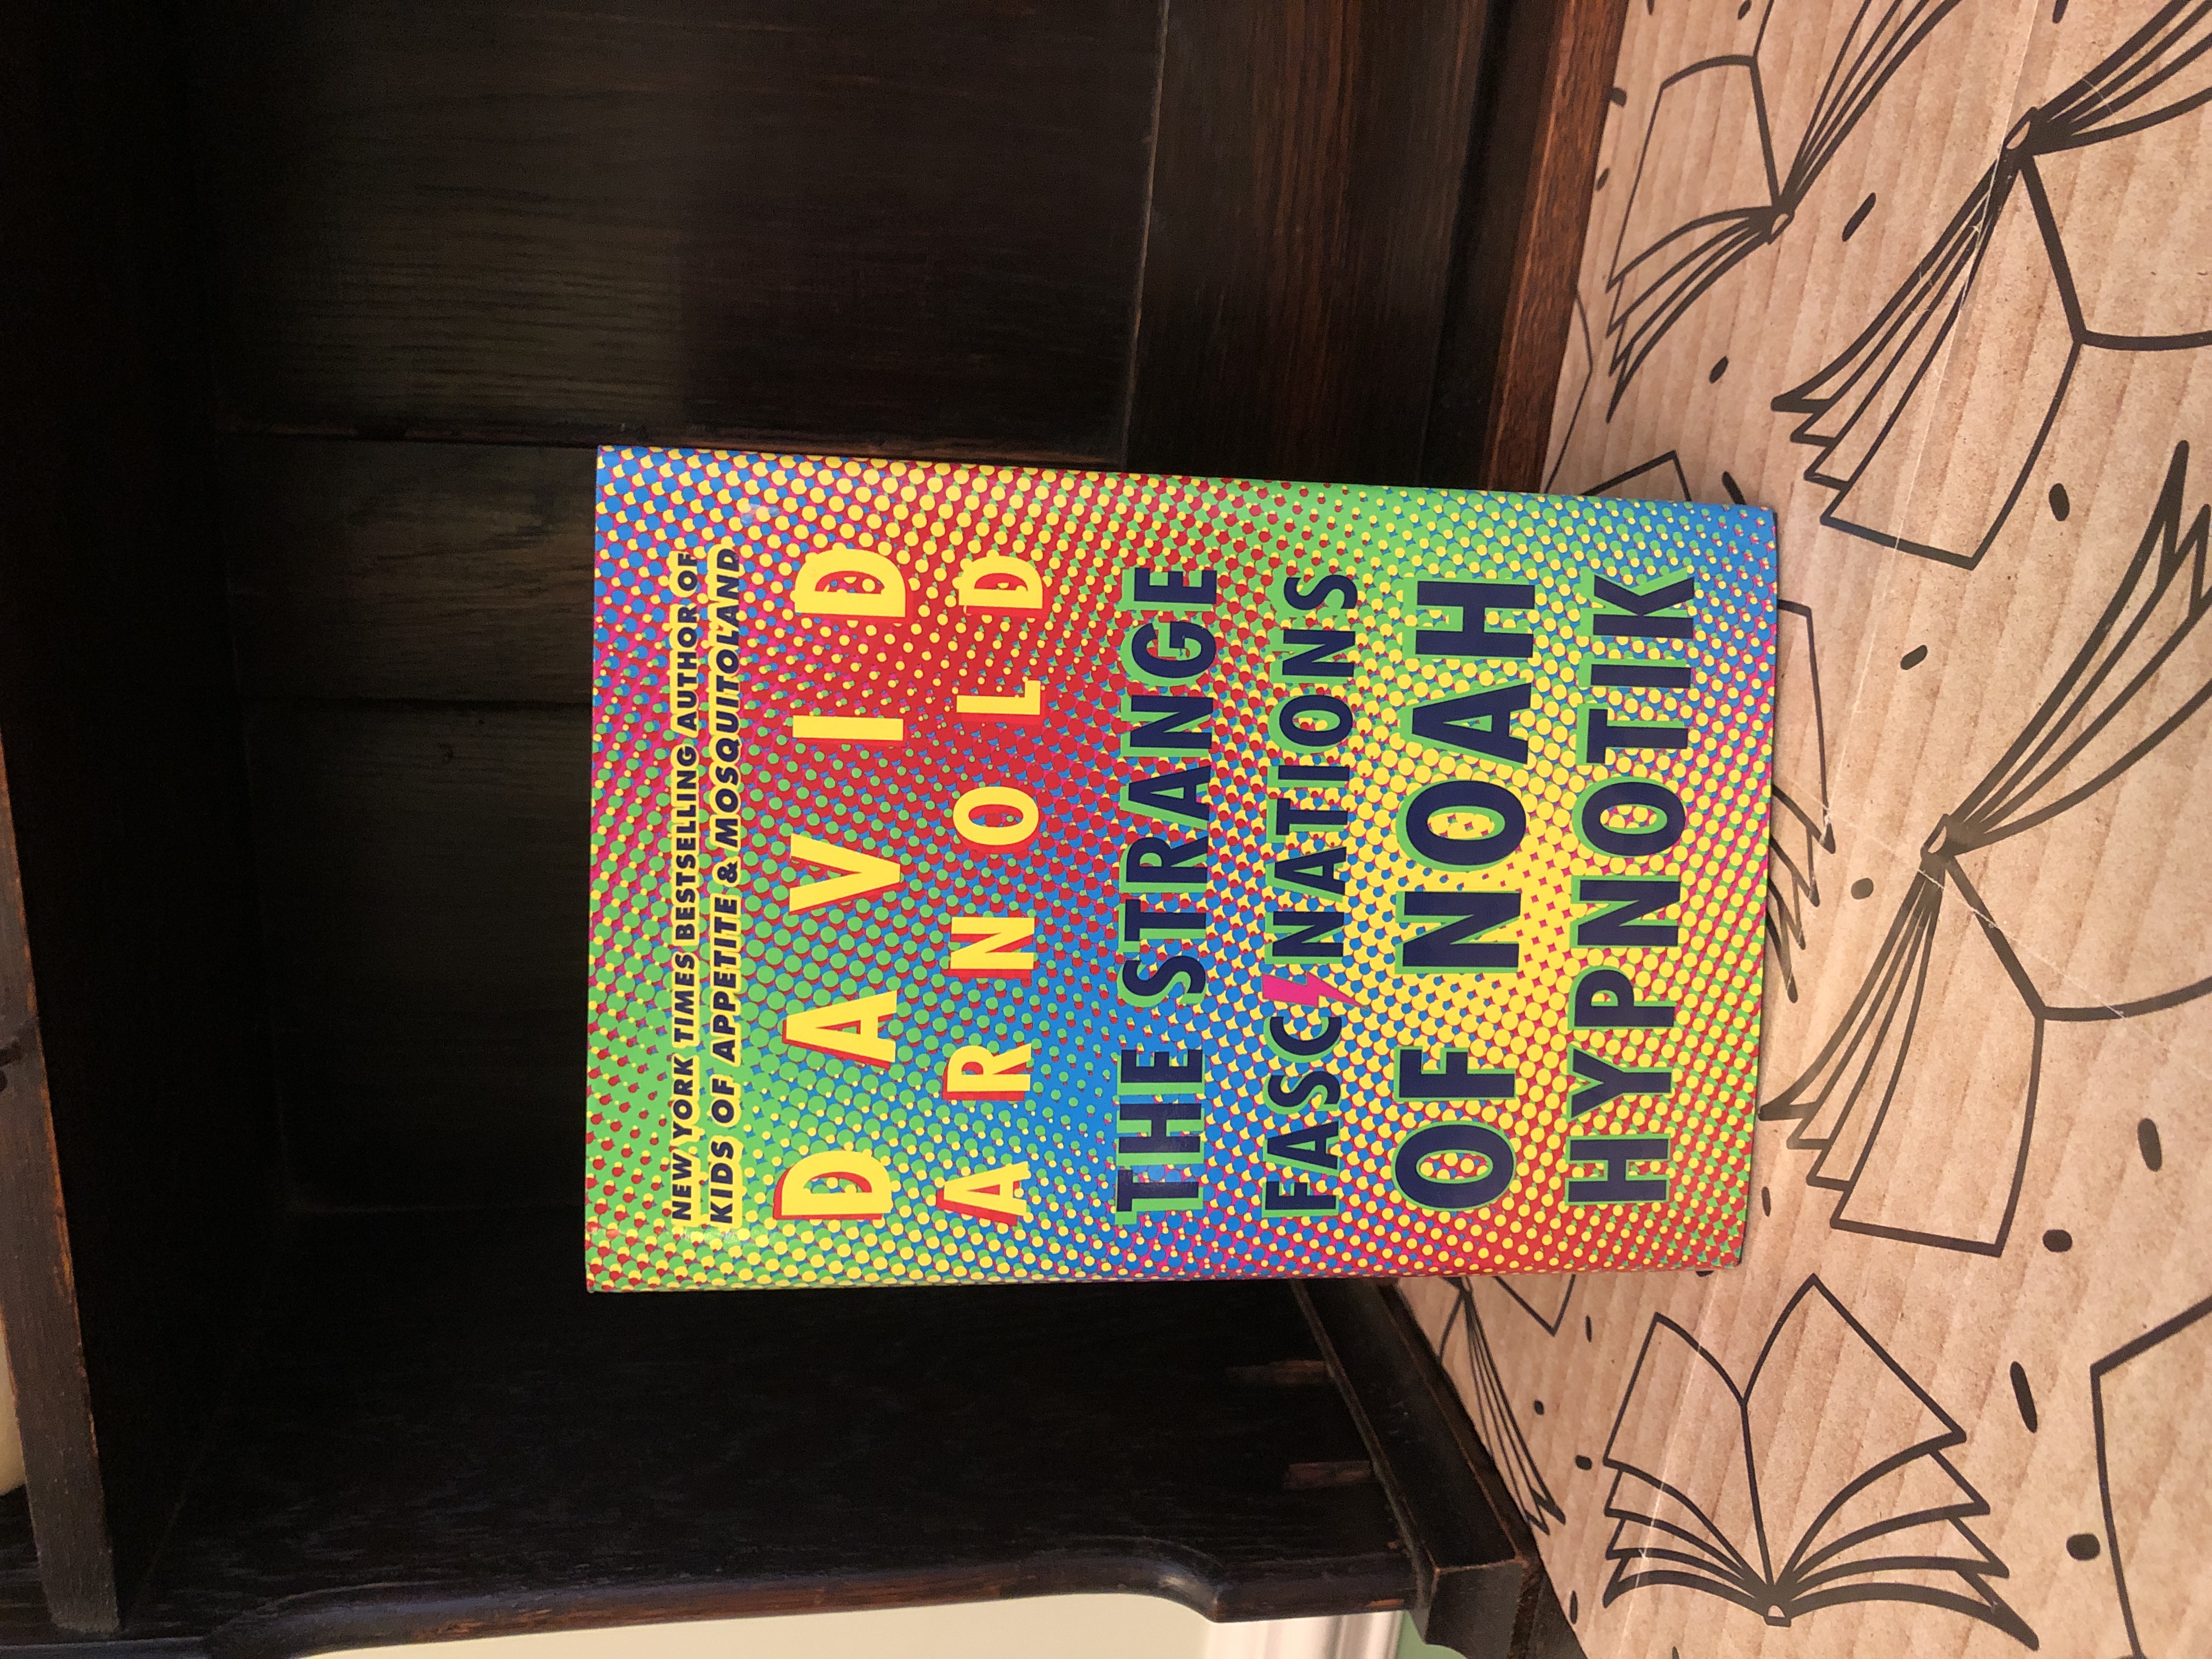 NEW YORK TIMES BESTSELLING AUTHOR OF
KIDS OF APPETITE & MOSQUITOLAND
DAVID
ARNOLD
THE STRANGE
FASCINATIONS
OF NOAH
HYPNOTIK